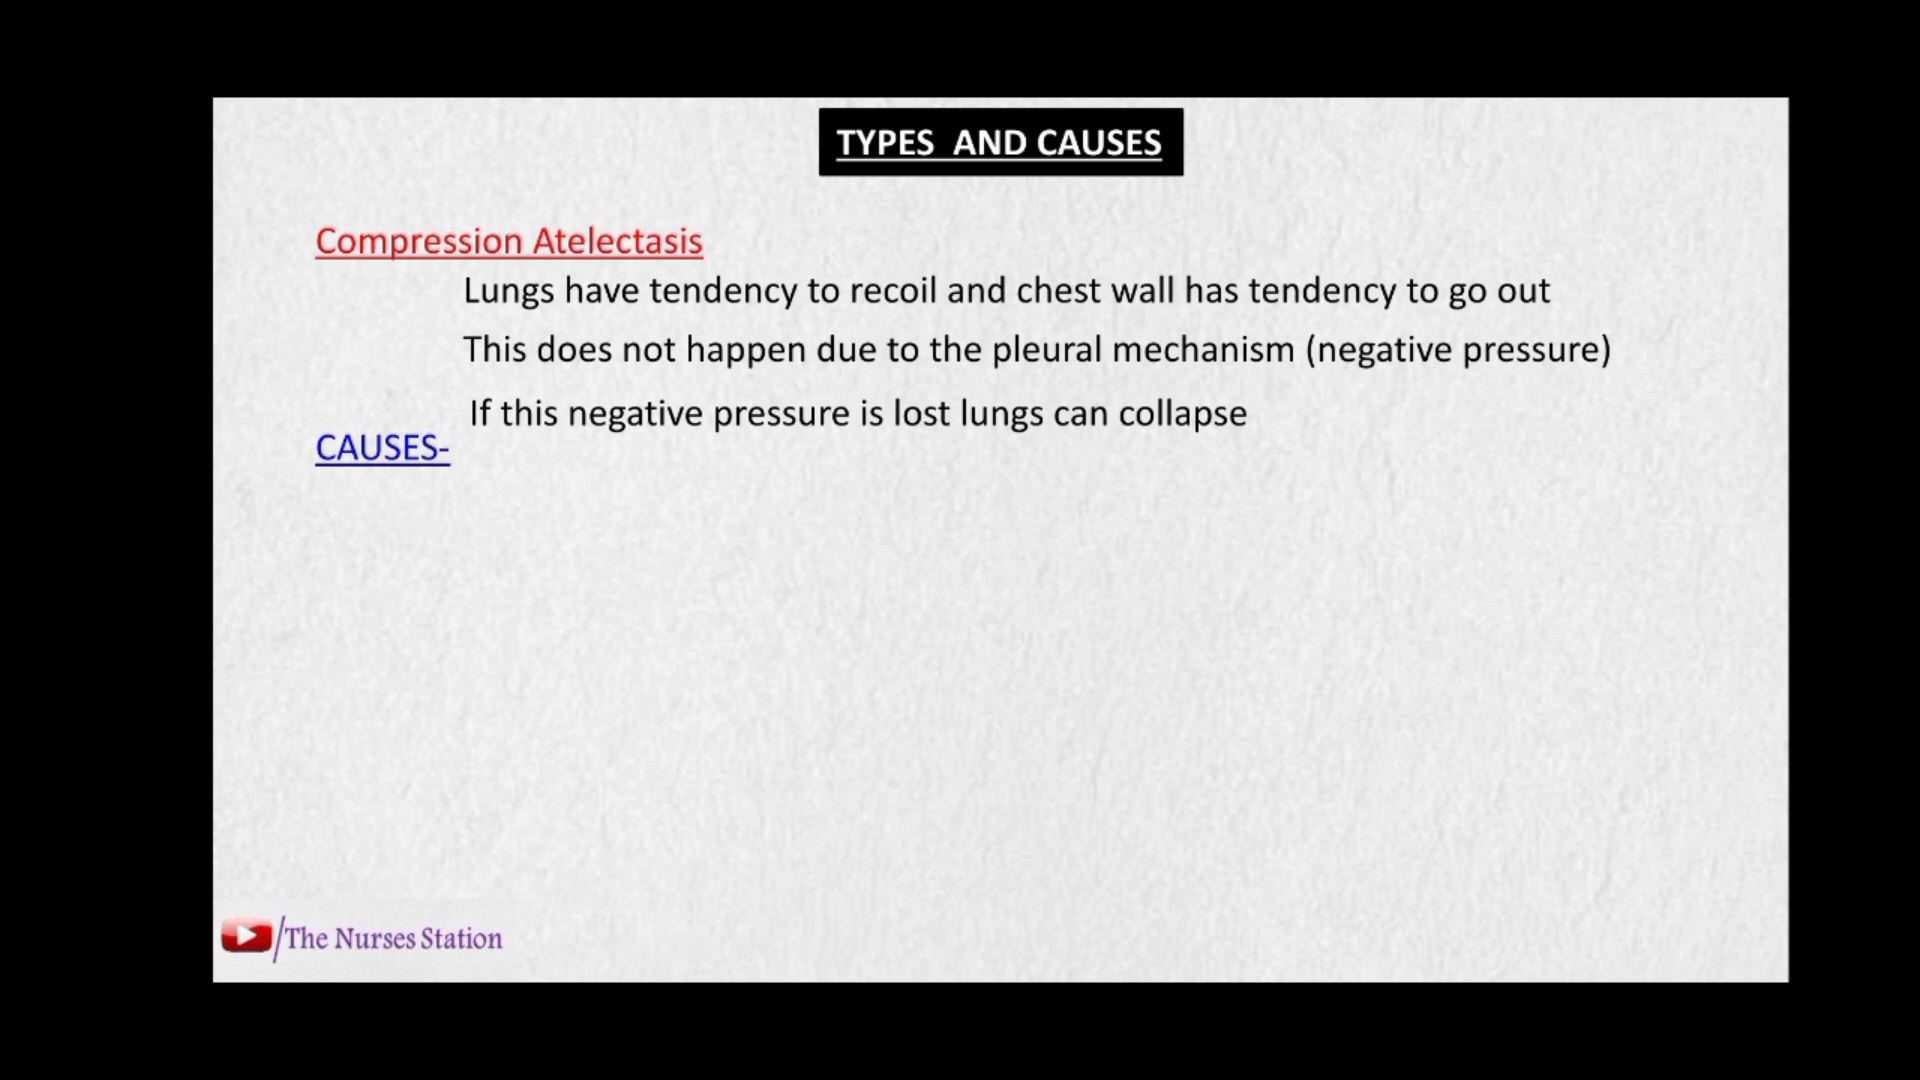 TYPES  AND CAUSES
Compression Atelectasis
Lungs have tendency to recoil and chest wall has tendency to go out
This does not happen due to the pleural mechanism (negative pressure)
If this negative pressure is lost lungs can collapse
CAUSES-
/The Nurses Station